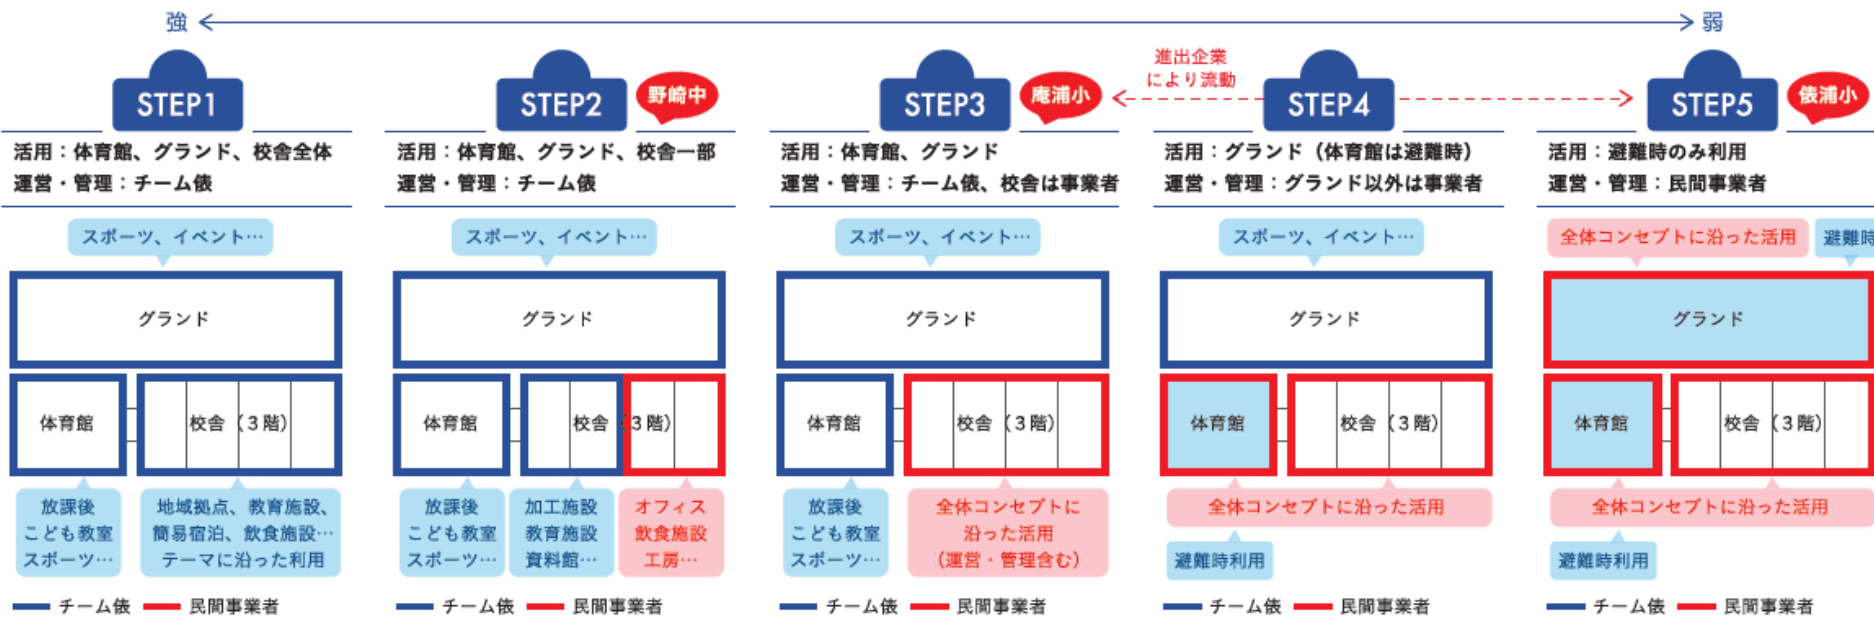 強
弱
進出企業
により流動
STEP1
STEP2
野崎中
STEP3
庵浦小
STEP4
STEP5
俵浦小
活用：体育館、グランド、校舎全体
運営・管理：チーム俵
活用：体育館、グランド、校舎一部
運営・管理：チーム俵
活用：体育館、グランド
運営・管理：チーム俵、校舎は事業者
活用：グランド（体育館は避難時）
運営・管理：グランド以外は事業者
活用：避難時のみ利用
運営・管理：民間事業者
スポーツ、イベント…
スポーツ、イベント…
スポーツ、イベント…
スポーツ、イベント…
全体コンセプトに沿った活用
避難時
グランド
グランド
グランド
グランド
グランド
体育館
校舎（３階）
体育館
校舎（３階）
体育館
校舎（３階）
体育館
校舎（３階）
体育館
校舎（３階）
放課後
こども教室
スポーツ…
地域拠点、教育施設、
簡易宿泊、飲食施設…
テーマに沿った利用
放課後
こども教室
スポーツ…
加工施設
教育施設
資料館…
オフィス
飲食施設
工房…
放課後
こども教室
スポーツ…
全体コンセプトに
沿った活用
（運営・管理含む）
全体コンセプトに沿った活用
避難時利用
全体コンセプトに沿った活用
避難時利用
チーム俵
民間事業者
チーム俵
民間事業者
チーム俵
民間事業者
チーム俵
民間事業者
チーム俵
民間事業者